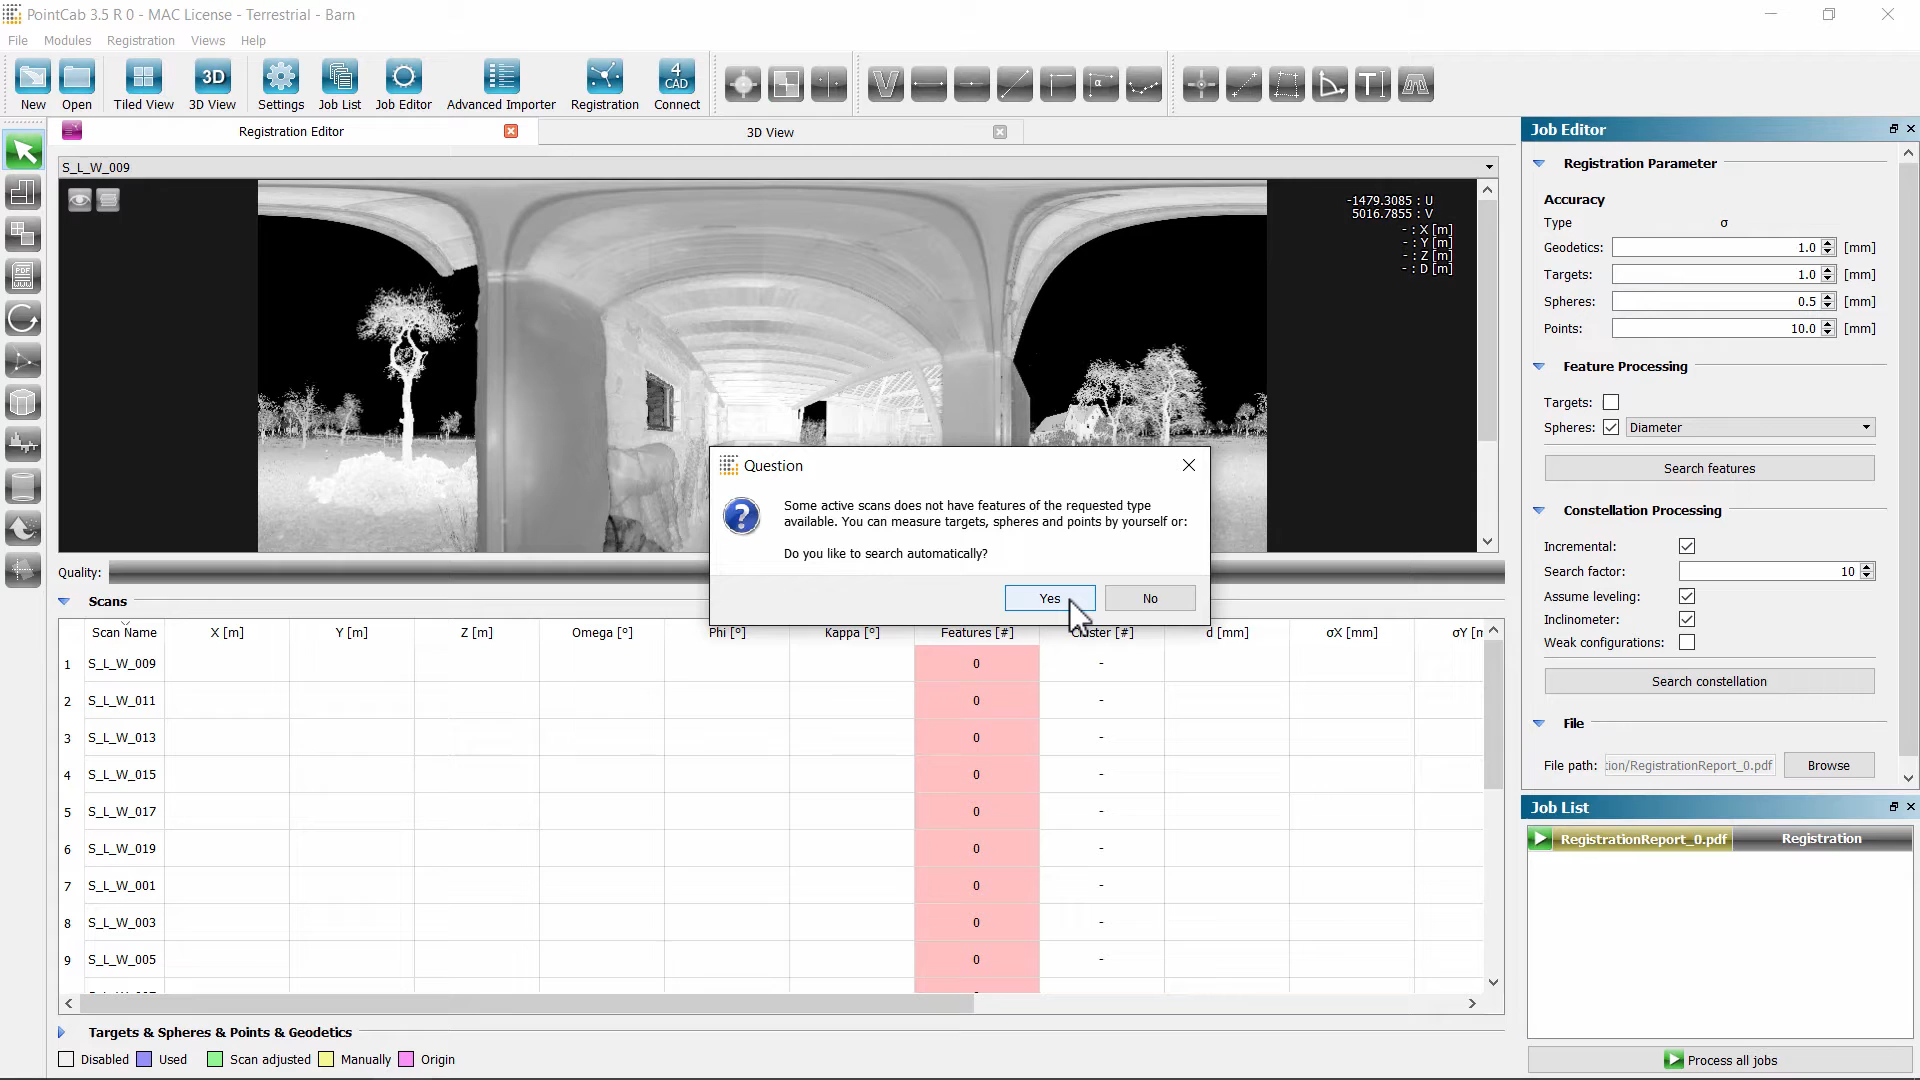 PointCab 3.5 R 0 - MAC License - Terrestrial - Barn
File Modules Registration Views Help
New Open Tiled View 3D 3D View Settings Job List Job Editor Advanced Importer Registration 4 CAD Connect
Registration Editor 3D View
S_L_W_009
-1479.3085 : U
5016.7855 : V
- : X [m]
- : Y [m]
- : Z [m]
- : D [m]
PDF
Question
Some active scans does not have features of the requested type
available. You can measure targets, spheres and points by yourself or:
Do you like to search automatically?
Yes No
Quality:
Scans
Scan Name X [m] Y [m] Z [m] Omega [°] Phi [°] Kappa [°] Features [#] Cluster [#] d [mm] σX [mm]
1 S_L_W_009 0 -
2 S_L_W_011 0 -
3 S_L_W_013 0 -
4 S_L_W_015 0 -
5 S_L_W_017 0 -
6 S_L_W_019 0 -
7 S_L_W_001 0 -
8 S_L_W_003 0 -
9 S_L_W_005 0 -
Targets & Spheres & Points & Geodetics
Disabled Used Scan adjusted Manually Origin
Job Editor
Registration Parameter
Accuracy
Type σ
Geodetics: 1.0 [mm]
Targets: 1.0 [mm]
Spheres: 0.5 [mm]
Points: 10.0 [mm]
Feature Processing
Targets:
Spheres: Diameter
Search features
Constellation Processing
Incremental:
Search factor: 10
Assume leveling:
Inclinometer:
Weak configurations:
Search constellation
File
File path: ion/RegistrationReport_0.pdf Browse
Job List
RegistrationReport_0.pdf Registration
Process all jobs